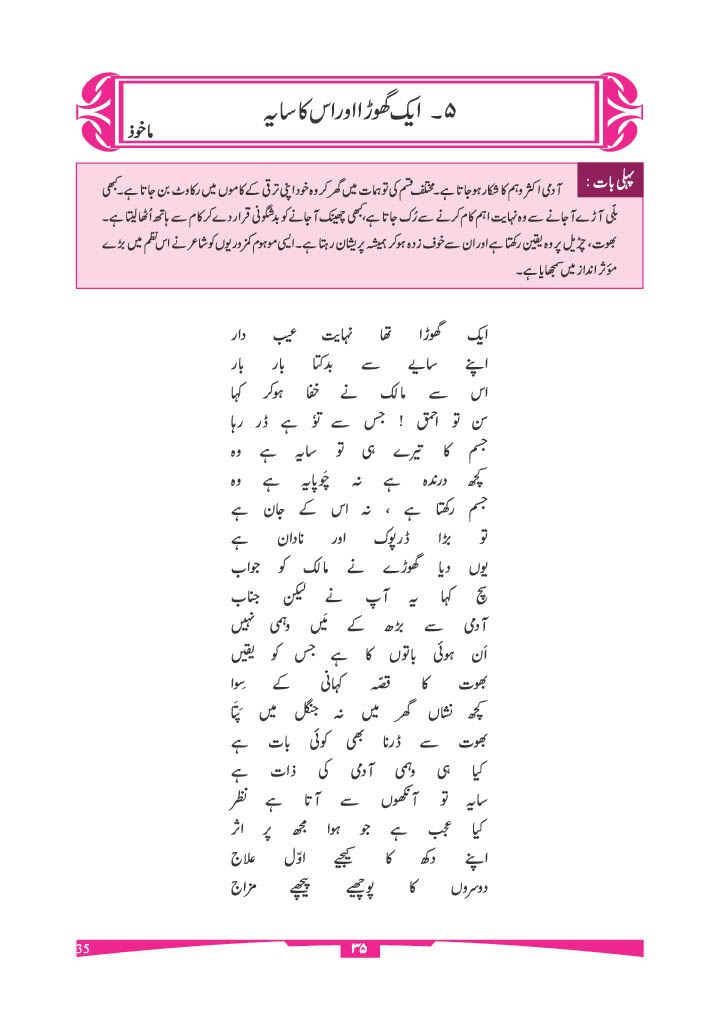 ۵۔ ایک گھوڑا اور اس کا سایہ
ماخوذ
پہلی بات :
آدمی اکثر وہم کا شکار ہو جاتا ہے۔ مختلف قسم کی توہمات میں گھر کر وہ خود اپنی ترقی کے کاموں میں رکاوٹ بن جاتا ہے۔ کبھی
بلّی آڑے آ جانے سے وہ نہایت اہم کام کرنے سے رُک جاتا ہے، کبھی چھینک آ جانے کو بدشگونی قرار دے کر کام سے ہاتھ اُٹھا لیتا ہے۔
بھوت، چڑیل پر وہ یقین رکھتا ہے اور ان سے خوف زدہ ہو کر ہمیشہ پریشان رہتا ہے۔ ایسی موہوم کمزوریوں کو شاعر نے اس نظم میں بڑے
مؤثر انداز میں سمجھایا ہے۔
ایک گھوڑا تھا نہایت عیب دار
اپنے سایے سے بدکتا بار بار
اس سے مالک نے خفا ہوکر کہا
سن تو احمق ! جس سے تؤ ہے ڈر رہا
جسم کا تیرے ہی تو سایہ ہے وہ
کچھ درندہ ہے نہ چَوپایہ ہے وہ
جسم رکھتا ہے ، نہ اس کے جان ہے
تو بڑا ڈرپوک اور نادان ہے
یوں دیا گھوڑے نے مالک کو جواب
سچ کہا یہ آپ نے لیکن جناب
آدمی سے بڑھ کے مَیں وہمی نہیں
اَن ہوئی باتوں کا ہے جس کو یقیں
بھوت کا قصّہ کہانی کے سِوا
کچھ نشاں گھر میں نہ جنگل میں پَتَا
بھوت سے ڈرنا بھی کوئی بات ہے
کیا ہی وہمی آدمی کی ذات ہے
سایہ تو آنکھوں سے آتا ہے نظر
کیا عجب ہے جو ہوا مجھ پر اثر
اپنے دکھ کا کیجیے اوّل علاج
دوسروں کا پوچھیے پیچھے مزاج
35
۳۵